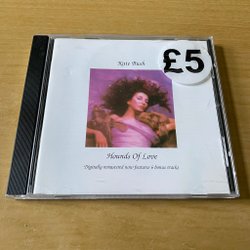 Kate Bush
£5
Hounds Of Love
Digitally remastered now features 6 bonus tracks